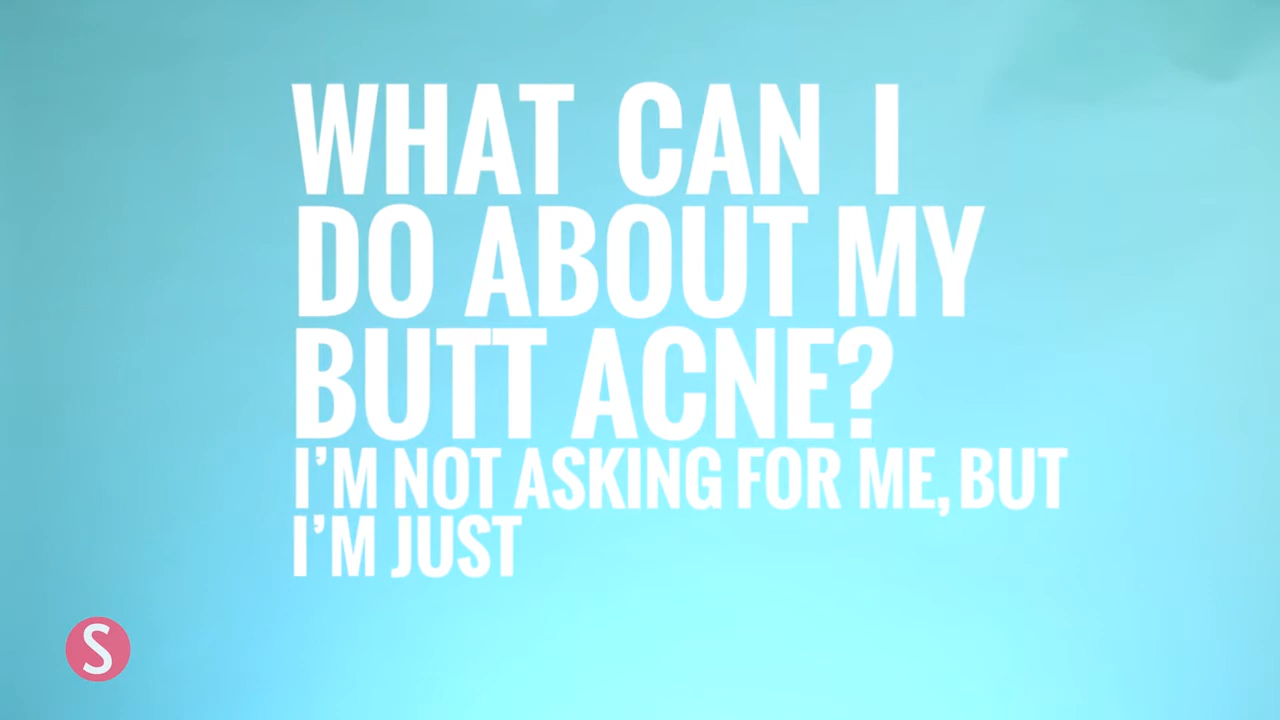 WHAT CAN I
DO ABOUT MY
BUTT ACNE?
I'M NOT ASKING FOR ME, BUT
I'M JUST
S